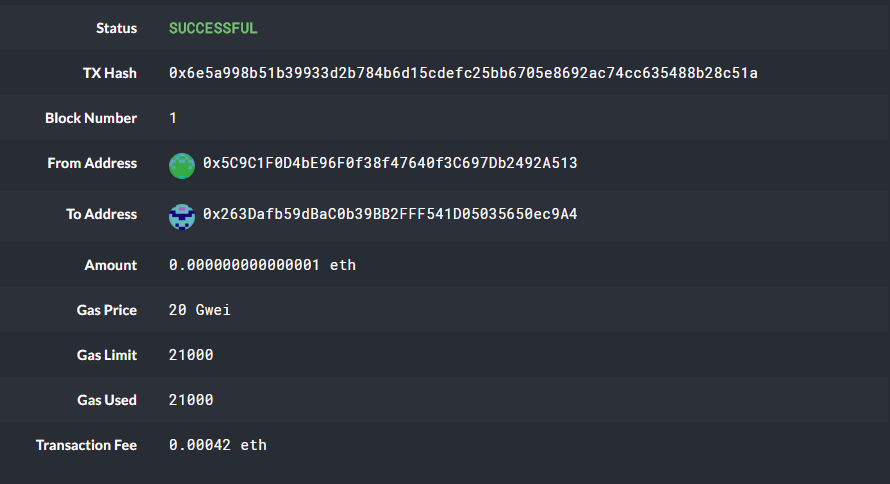 Status SUCCESSFUL
TX Hash 0x6e5a998b51b39933d2b784b6d15cdefc25bb6705e8692ac74cc635488b28c51a
Block Number 1
From Address 0x5C9C1F0D4bE96F0f38f47640f3C697Db2492A513
To Address 0x263Dafb59dBaC0b39BB2FFF541D05035650ec9A4
Amount 0.000000000000001 eth
Gas Price 20 Gwei
Gas Limit 21000
Gas Used 21000
Transaction Fee 0.00042 eth